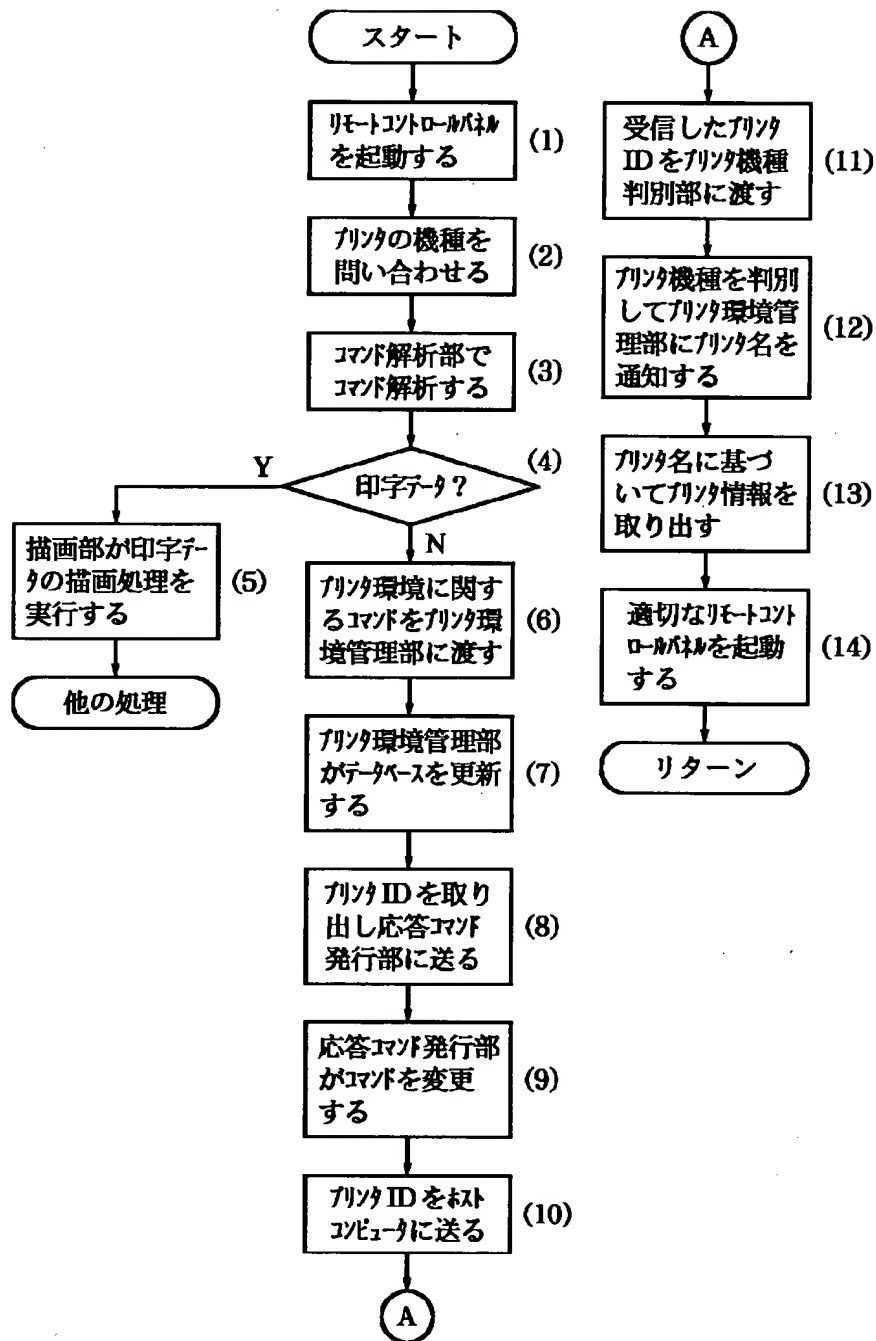 スタート
リモートコントロールパネル
を起動する
(1)
プリンタの機種を
問い合わせる
(2)
コマンド解析部で
コマンド解析する
(3)
(4)
印字データ？
Y
N
描画部が印字デー
タの描画処理を
実行する
(5)
他の処理
プリンタ環境に関す
るコマンドをプリンタ環
境管理部に渡す
(6)
プリンタ環境管理部
がデータベースを更新
する
(7)
プリンタIDを取り
出し応答コマンド
発行部に送る
(8)
応答コマンド発行部
がコマンドを変更
する
(9)
プリンタIDをホスト
コンピュータに送る
(10)
A
A
受信したプリンタ
IDをプリンタ機種
判別部に渡す
(11)
プリンタ機種を判別
してプリンタ環境管
理部にプリンタ名を
通知する
(12)
プリンタ名に基づ
いてプリンタ情報を
取り出す
(13)
適切なリモートコント
ロールパネルを起動
する
(14)
リターン